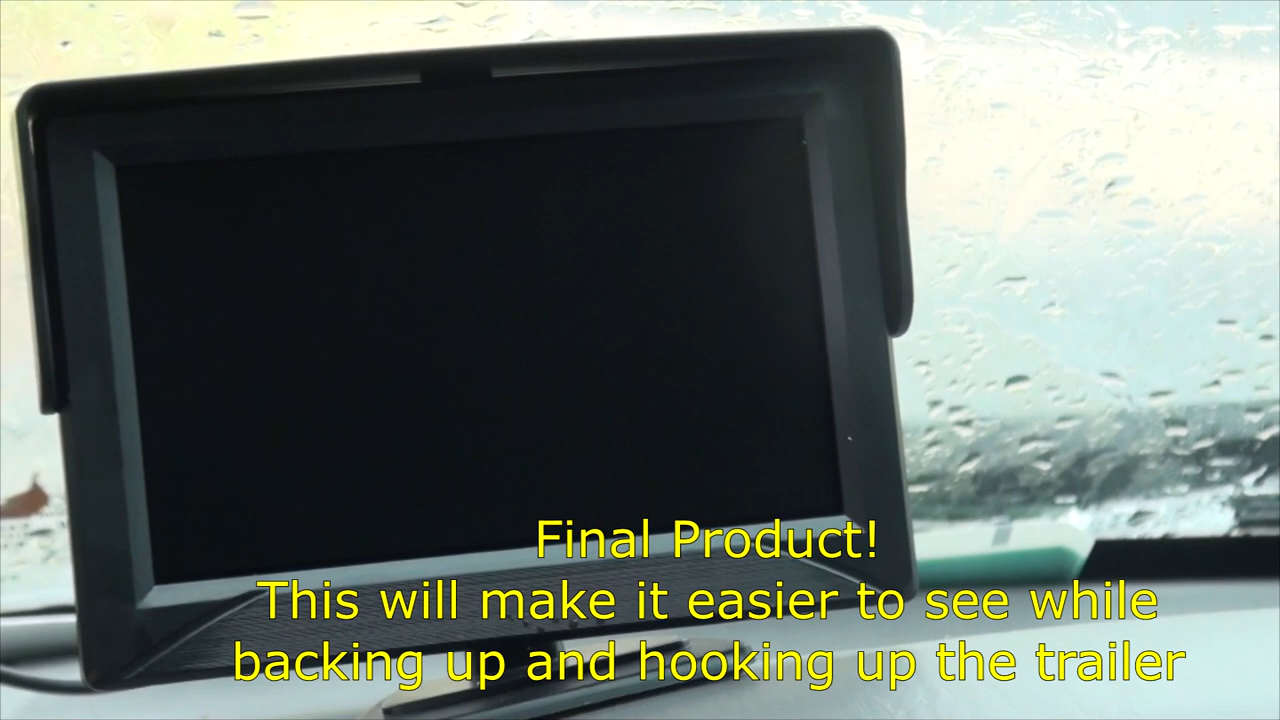 Final Product!
This will make it easier to see while
backing up and hooking up the trailer